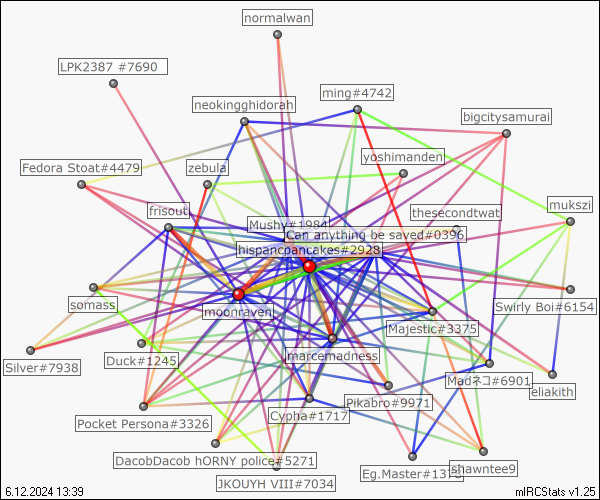 normalwan
LPK2387 #7690
ming#4742
neokingghidorah
bigcitysamurai
yoshimanden
Fedora Stoat#4479
zebula
mukszi
frisout
thesecondtwat
Mushy#1984
Can anything be saved#0396
hispancpancakes#2928
somass
moonraven
Swirly Boi#6154
Majestic#3375
marcemadness
Silver#7938
Duck#1245
Madネコ#6901
eliakith
Pikabro#9971
Pocket Persona#3326
Cypha#1717
DacobDacob hORNY police#5271
Eg.Master#1378
ishawntee9
JKOUYH VIII#7034
6.12.2024 13:39
mIRCStats v1.25